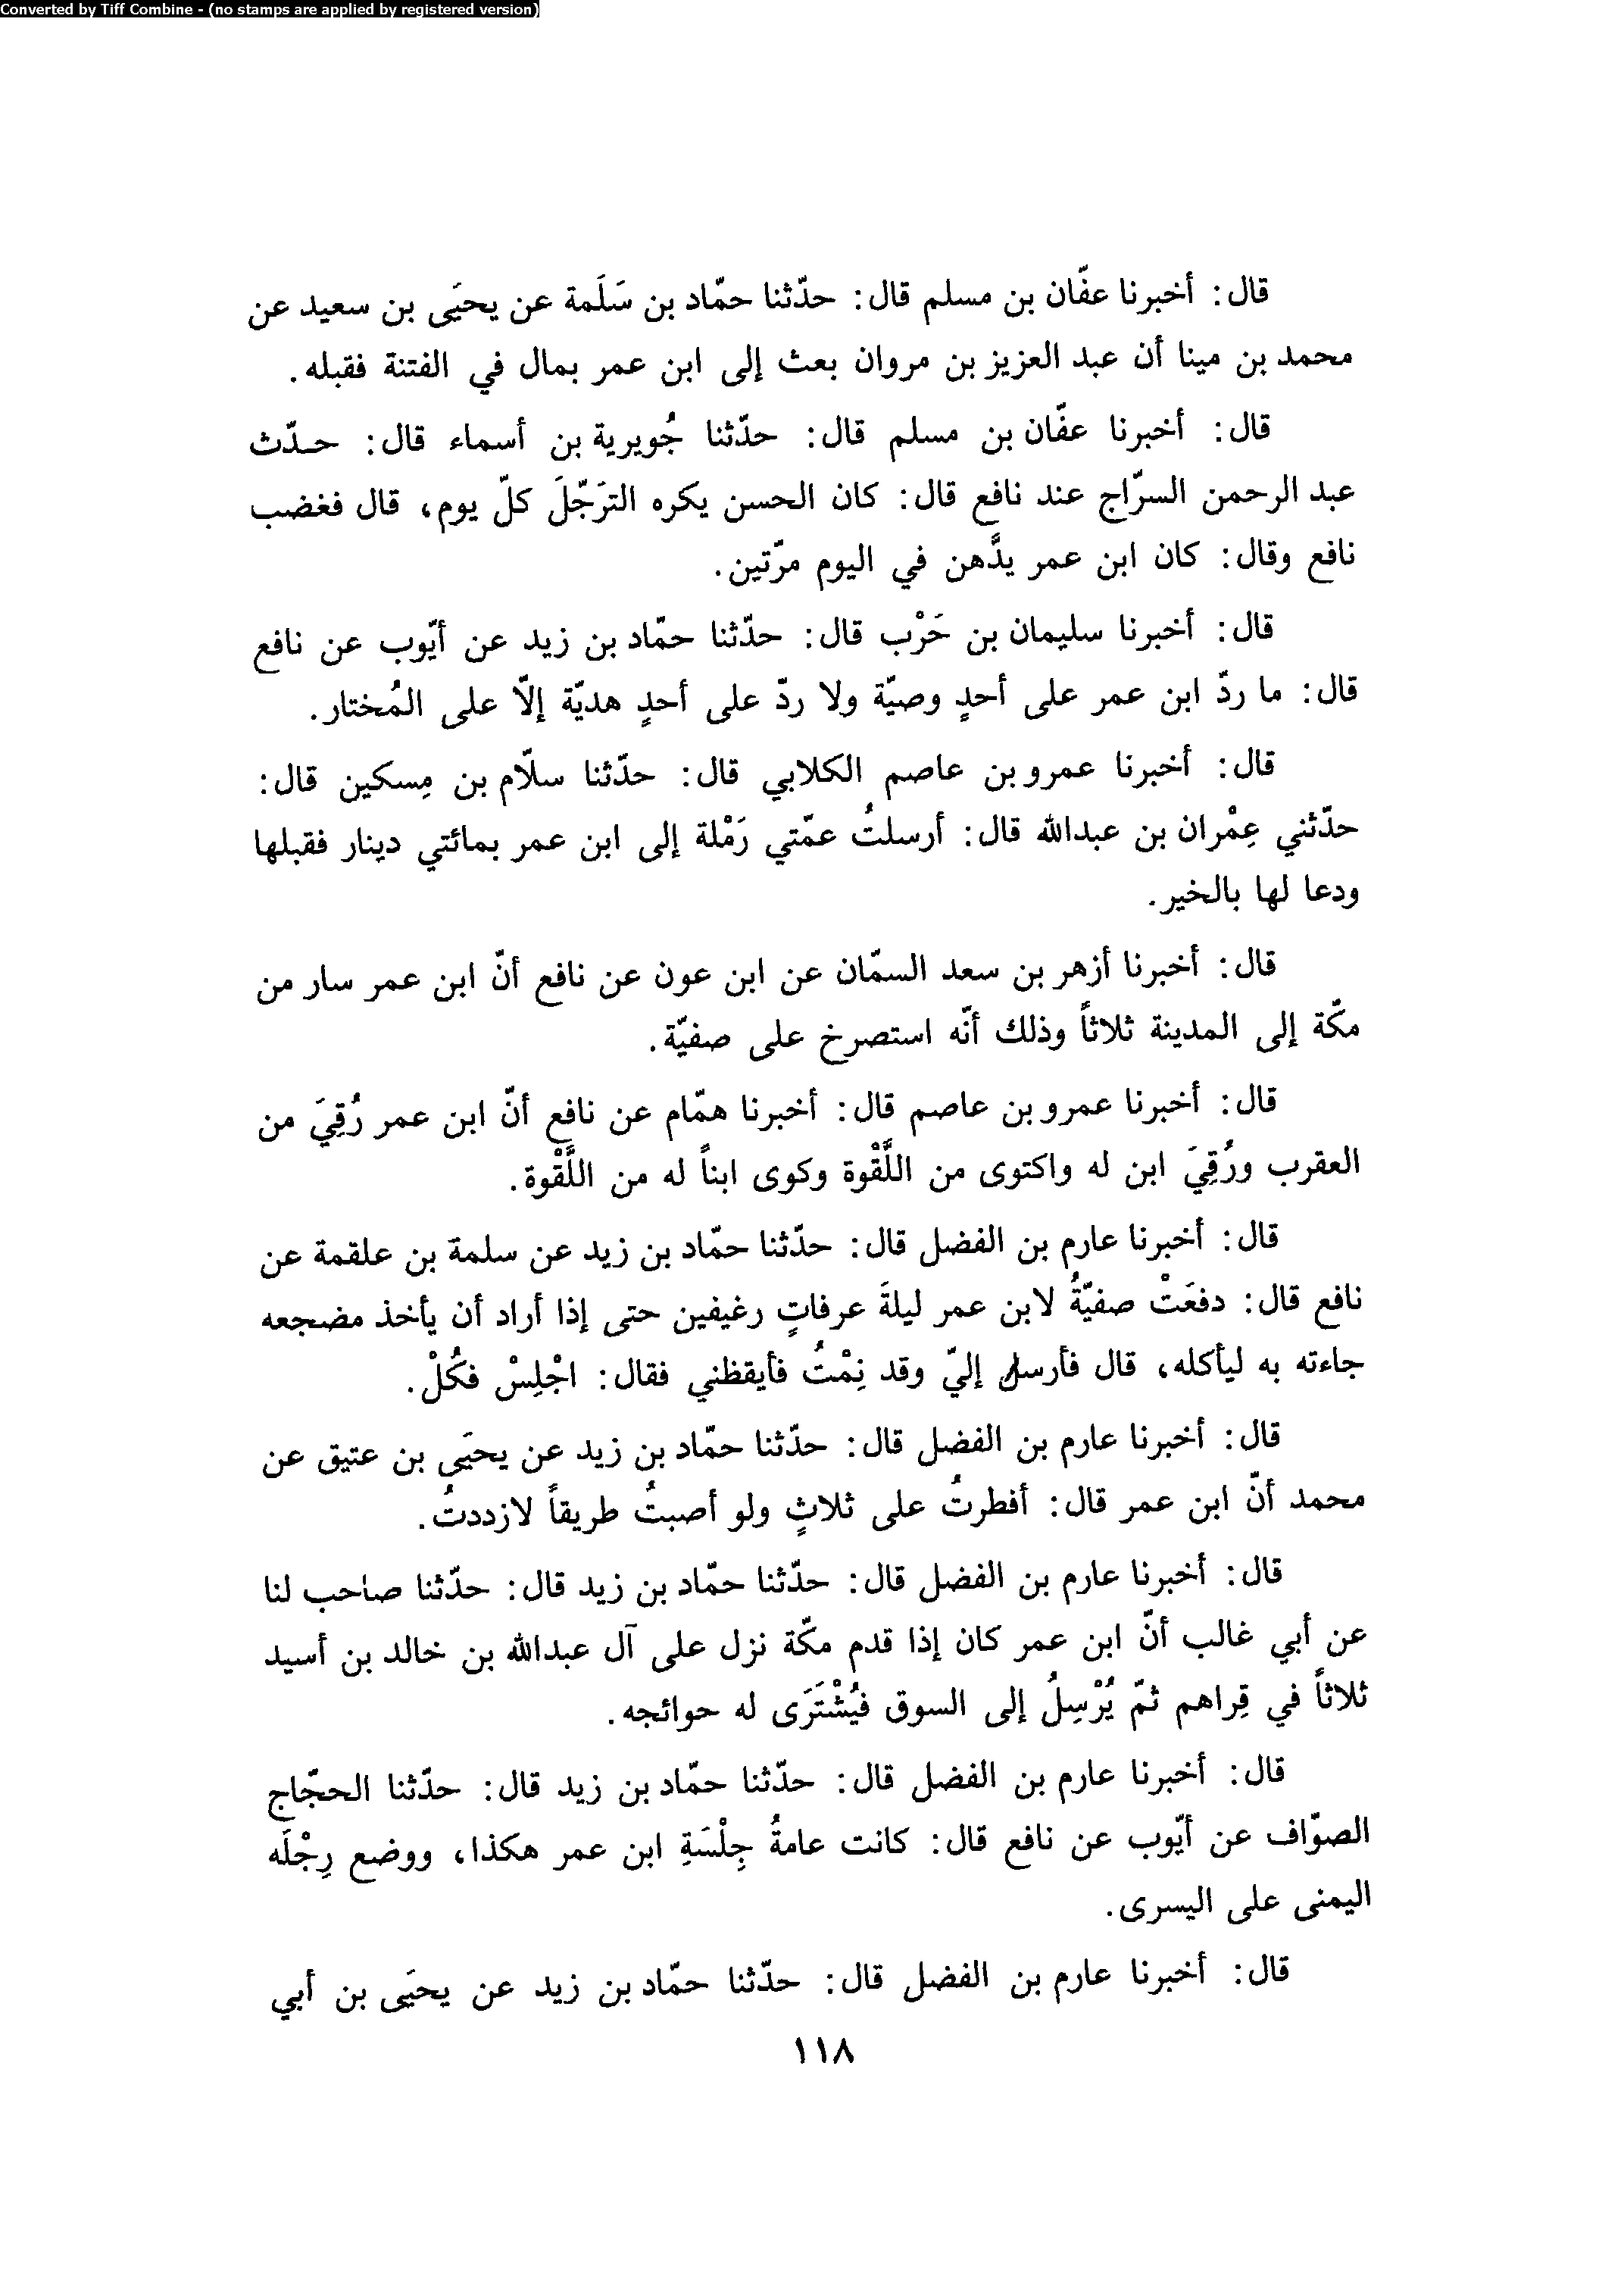 Converted by Tiff Combine - (no stamps are applied by registered version)
قال: أخبرنا عفّان بن مسلم قال: حدّثنا حمّاد بن سَلَمة عن يحيَى بن سعيد عن
محمد بن مينا أن عبد العزيز بن مروان بعث إلى ابن عمر بمال في الفتنة فقبله.
قال: أخبرنا عفّان بن مسلم قال: حدّثنا جُويرية بن أسماء قال: حـدّث
عبد الرحمن السرّاج عند نافع قال: كان الحسن يكره الترَجّلَ كلّ يوم، قال فغضب
نافع وقال: كان ابن عمر يدَّهن في اليوم مرّتين.
قال: أخبرنا سليمان بن حَرْب قال: حدّثنا حمّاد بن زيد عن أيّوب عن نافع
قال: ما ردّ ابن عمر على أحدٍ وصيّة ولا ردّ على أحدٍ هديّة إلاّ على المُختار.
قال: أخبرنا عمرو بن عاصم الكلابي قال: حدّثنا سلّام بن مِسكين قال:
حدّثني عِمْران بن عبدالله قال: أرسلتُ عمّتي رَمْلة إلى ابن عمر بمائتي دينار فقبلها
ودعا لها بالخير.
قال: أخبرنا أزهر بن سعد السمّان عن ابن عون عن نافع أنّ ابن عمر سار من
مكّة إلى المدينة ثلاثاً وذلك أنّه استصرخ على صفيّة.
قال: أخبرنا عمرو بن عاصم قال: أخبرنا همّام عن نافع أنّ ابن عمر رُقِيَ من
العقرب ورُقِيَ ابن له واكتوى من اللَّقْوة وكوى ابناً له من اللَّقْوة.
قال: أخبرنا عارم بن الفضل قال: حدّثنا حمّاد بن زيد عن سلمة بن علقمة عن
نافع قال: دفعَتْ صفيّةُ لابن عمر ليلةَ عرفاتٍ رغيفين حتى إذا أراد أن يأخذ مضجعه
جاءته به ليأكله، قال فأرسل إليّ وقد نِمْتُ فأيقظني فقال: اجْلِسْ فكُلْ.
قال: أخبرنا عارم بن الفضل قال: حدّثنا حمّاد بن زيد عن يحيَى بن عتيق عن
محمد أنّ ابن عمر قال: أفطرتُ على ثلاثٍ ولو أصبتُ طريقاً لازددتُ.
قال: أخبرنا عارم بن الفضل قال: حدّثنا حمّاد بن زيد قال: حدّثنا صاحب لنا
عن أبي غالب أنّ ابن عمر كان إذا قدم مكّة نزل على آل عبدالله بن خالد بن أسيد
ثلاثاً في قِراهم ثمّ يُرْسِلُ إلى السوق فيُشْتَرَى له حوائجه.
قال: أخبرنا عارم بن الفضل قال: حدّثنا حمّاد بن زيد قال: حدّثنا الحجّاج
الصوّاف عن أيّوب عن نافع قال: كانت عامةُ جِلْسَةِ ابن عمر هكذا، ووضع رِجْلَه
اليمنى على اليسرى.
قال: أخبرنا عارم بن الفضل قال: حدّثنا حمّاد بن زيد عن يحيَى بن أبي
١١٨